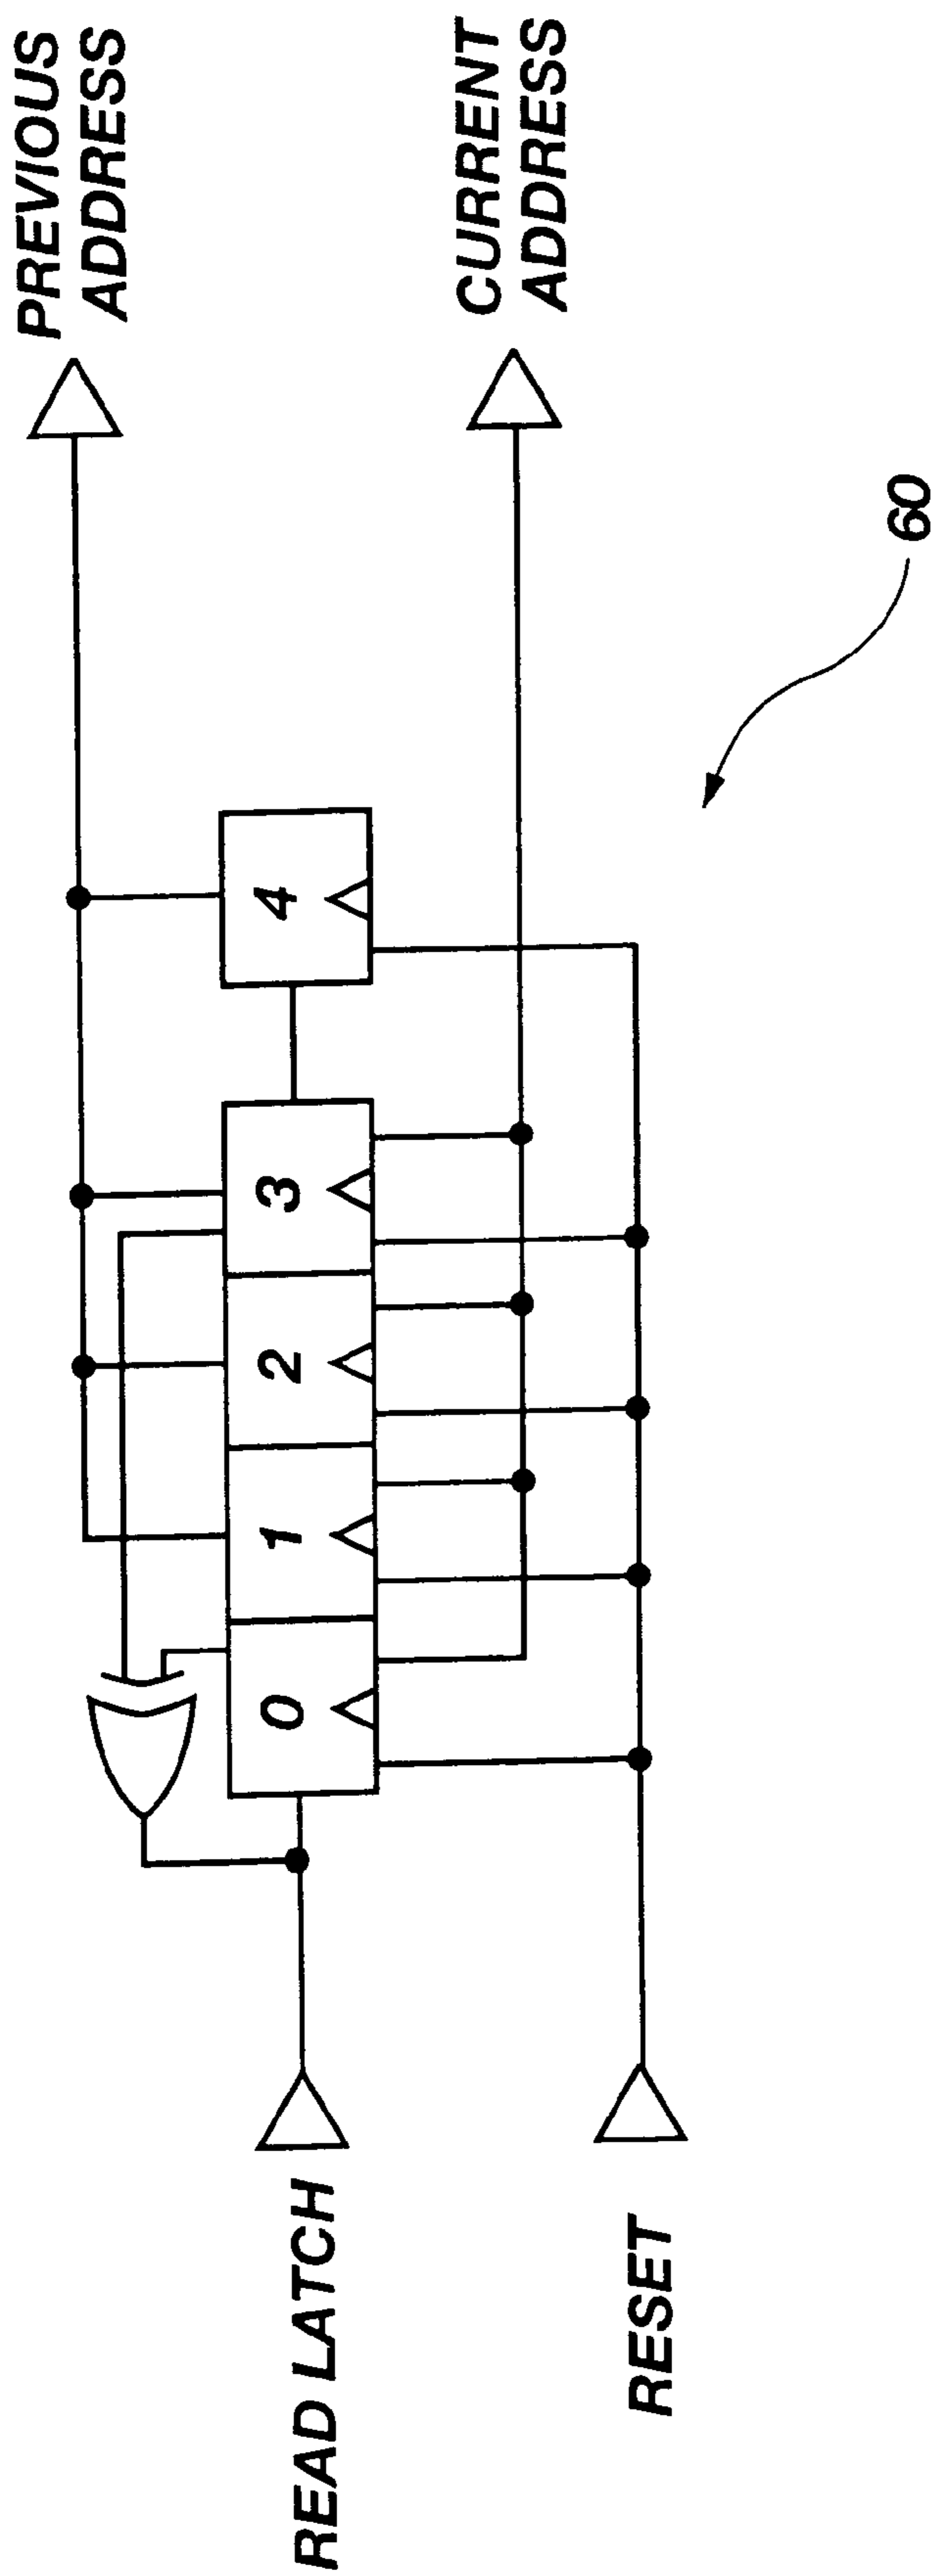 PREVIOUS
ADDRESS
CURRENT
ADDRESS
60
4
3
2
1
0
READ LATCH
RESET